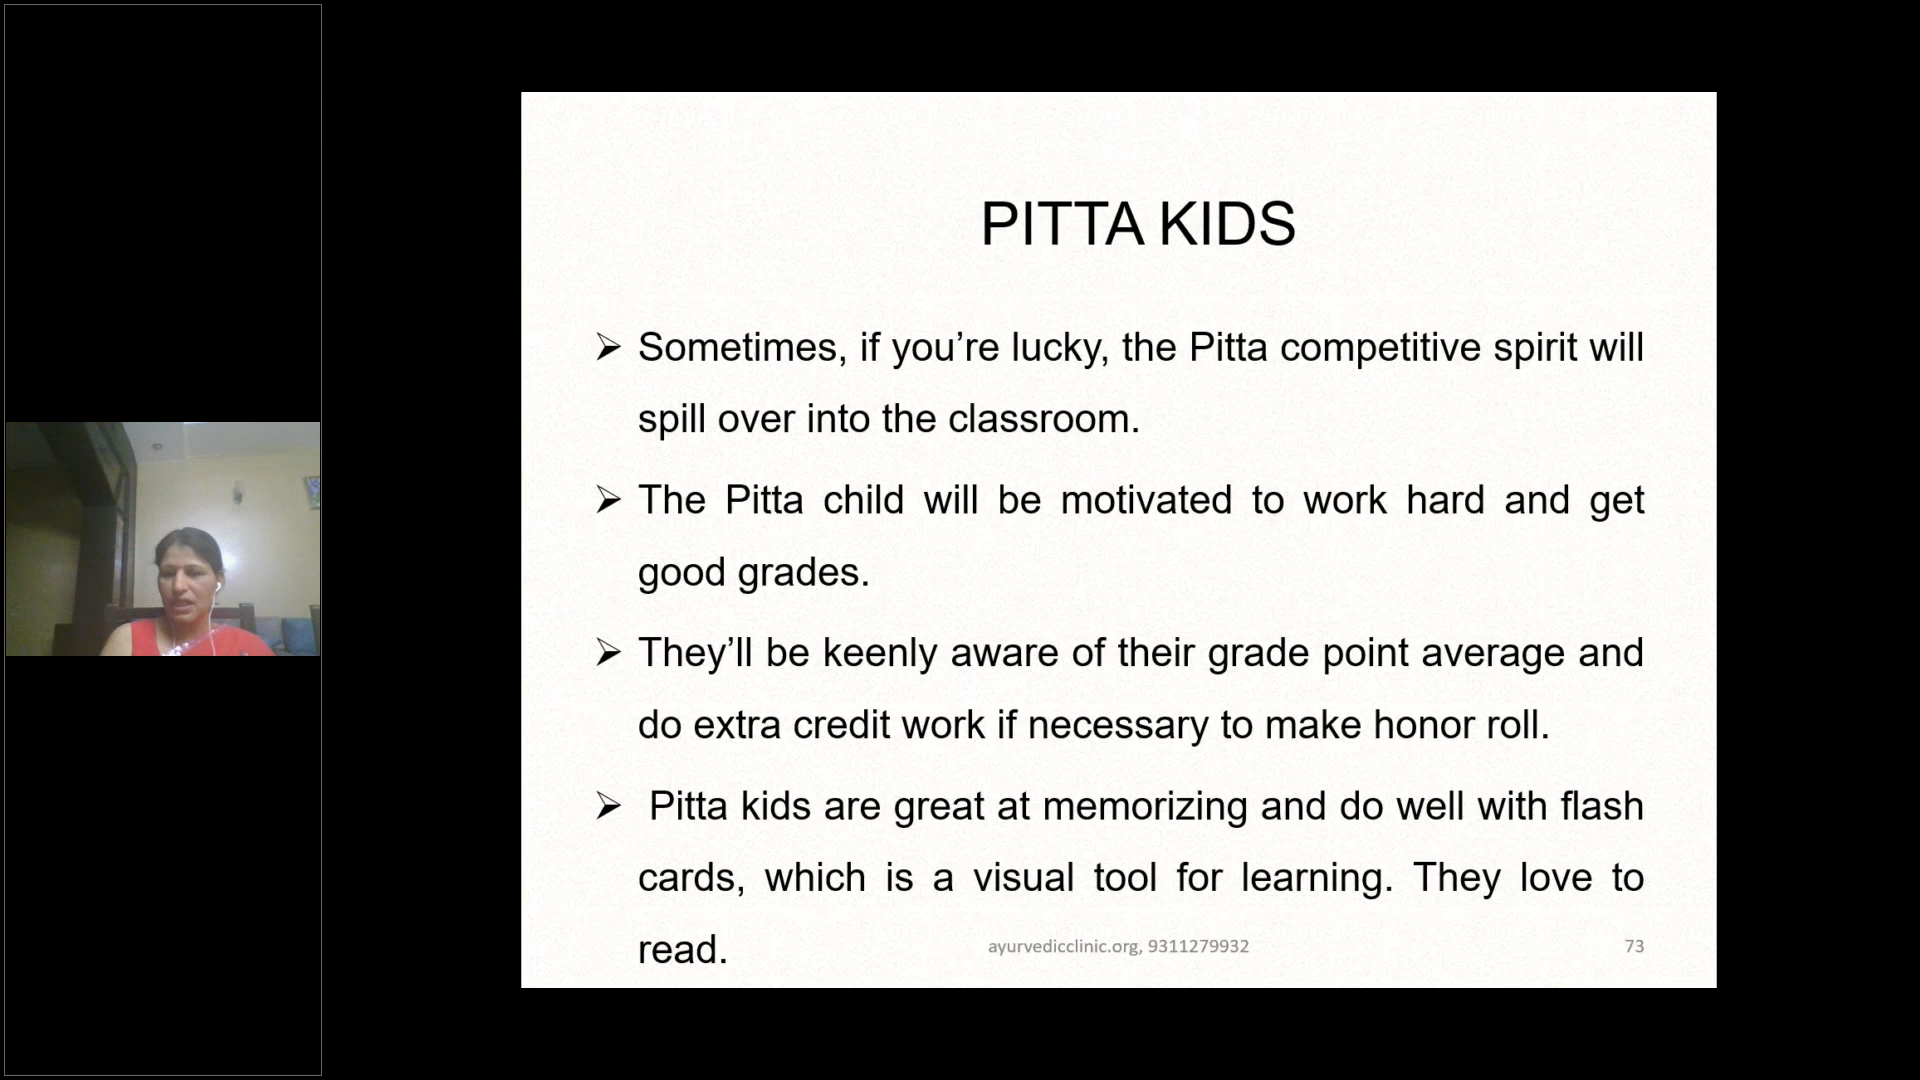 PITTA KIDS
➢ Sometimes, if you’re lucky, the Pitta competitive spirit will
spill over into the classroom.
➢ The Pitta child will be motivated to work hard and get
good grades.
➢ They’ll be keenly aware of their grade point average and
do extra credit work if necessary to make honor roll.
➢ Pitta kids are great at memorizing and do well with flash
cards, which is a visual tool for learning. They love to
read.
ayurvedicclinic.org, 9311279932
73